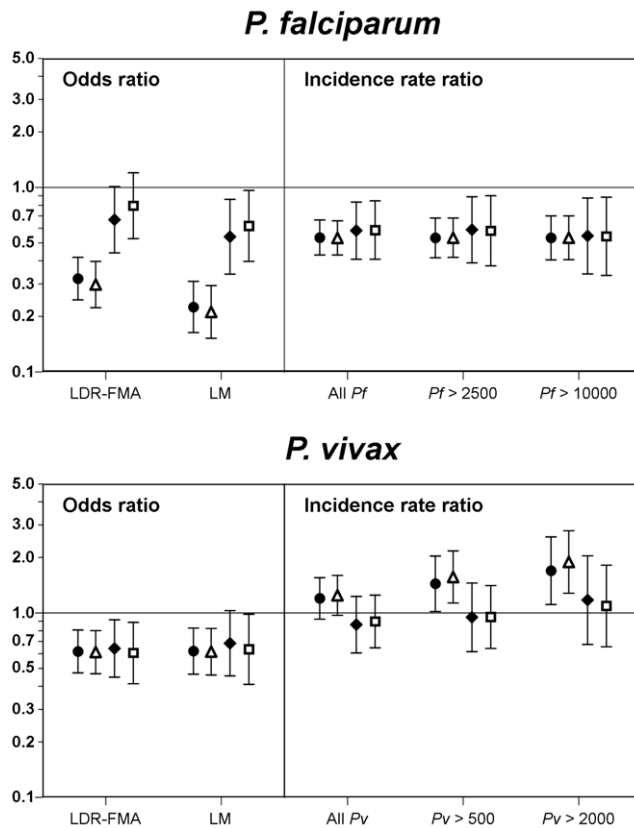 P. falciparum
Odds ratio
Incidence rate ratio
5.0
2.0
1.0
0.7
0.5
0.3
0.2
0.1
LDR-FMA LM All Pf Pf > 2500 Pf > 10000
P. vivax
Odds ratio
Incidence rate ratio
5.0
3.0
2.0
1.0
0.7
0.5
0.3
0.2
0.1
LDR-FMA LM All Pv Pv > 500 Pv > 2000